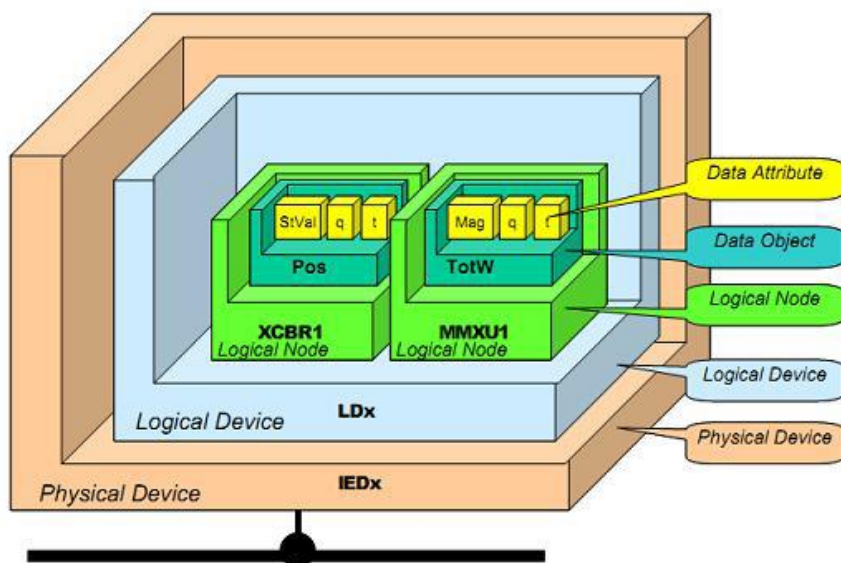 StVal q t
Mag q t
Pos
TotW
XCBR1
Logical Node
MMXU1
Logical Node
Logical Device
LDx
Physical Device
IEDx
Data Attribute
Data Object
Logical Node
Logical Device
Physical Device